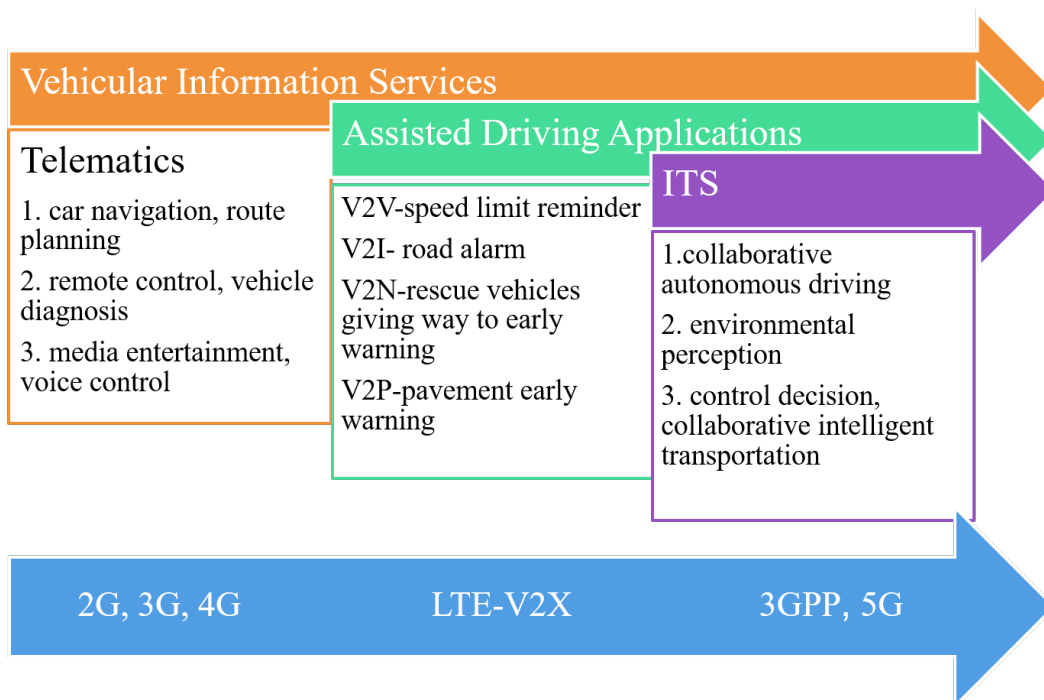 Vehicular Information Services
Telematics
1. car navigation, route
planning
2. remote control, vehicle
diagnosis
3. media entertainment,
voice control
Assisted Driving Applications
V2V-speed limit reminder
V2I- road alarm
V2N-rescue vehicles
giving way to early
warning
V2P-pavement early
warning
ITS
1.collaborative
autonomous driving
2. environmental
perception
3. control decision,
collaborative intelligent
transportation
2G, 3G, 4G
LTE-V2X
3GPP, 5G